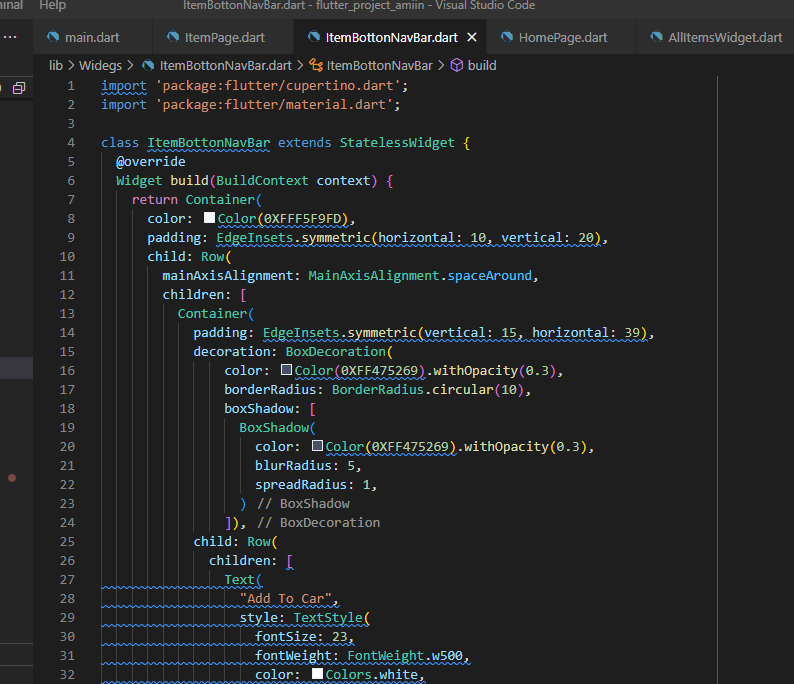 Help
ItemBottonNavBar.dart - flutter_project_amiin - Visual Studio Code
main.dart ItemPage.dart ItemBottonNavBar.dart HomePage.dart AllItemsWidget.dart
lib > Widegs > ItemBottonNavBar.dart > ItemBottonNavBar > build
1 import 'package:flutter/cupertino.dart';
2 import 'package:flutter/material.dart';
3
4 class ItemBottonNavBar extends StatelessWidget {
5 @override
6 Widget build(BuildContext context) {
7 return Container(
8 color: Color(0XFFF5F9FD),
9 padding: EdgeInsets.symmetric(horizontal: 10, vertical: 20),
10 child: Row(
11 mainAxisAlignment: MainAxisAlignment.spaceAround,
12 children: [
13 Container(
14 padding: EdgeInsets.symmetric(vertical: 15, horizontal: 39),
15 decoration: BoxDecoration(
16 color: Color(0XFF475269).withOpacity(0.3),
17 borderRadius: BorderRadius.circular(10),
18 boxShadow: [
19 BoxShadow(
20 color: Color(0XFF475269).withOpacity(0.3),
21 blurRadius: 5,
22 spreadRadius: 1,
23 ) // BoxShadow
24 ]), // BoxDecoration
25 child: Row(
26 children: [
27 Text(
28 "Add To Car",
29 style: TextStyle(
30 fontSize: 23,
31 fontWeight: FontWeight.w500,
32 color: Colors.white,